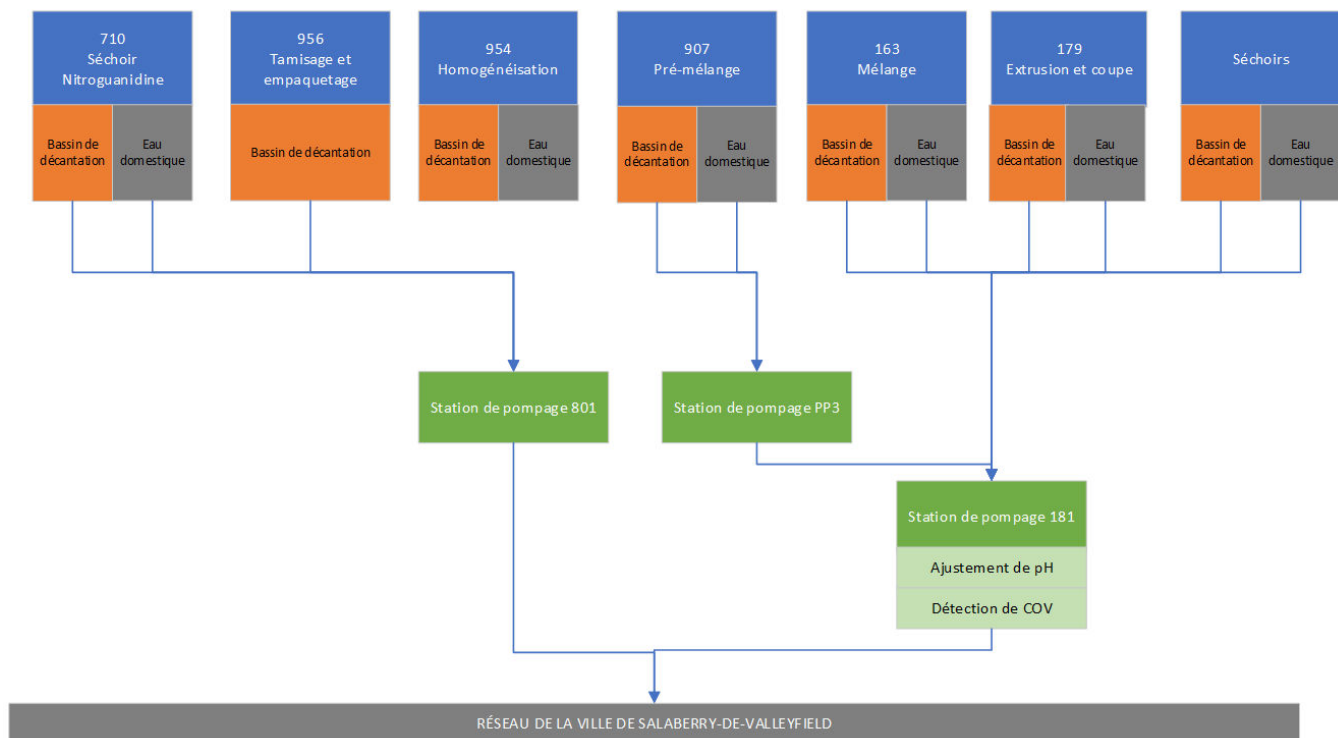 710
Séchoir
Nitroguanidine
Bassin de
décantation
Eau
domestique
956
Tamisage et
empaquetage
Bassin de décantation
954
Homogénéisation
Bassin de
décantation
Eau
domestique
907
Pré-mélange
Bassin de
décantation
Eau
domestique
163
Mélange
Bassin de
décantation
Eau
domestique
179
Extrusion et coupe
Bassin de
décantation
Eau
domestique
Séchoirs
Bassin de
décantation
Eau
domestique
Station de pompage 801
Station de pompage PP3
Station de pompage 181
Ajustement de pH
Détection de COV
RÉSEAU DE LA VILLE DE SALABERRY-DE-VALLEYFIELD